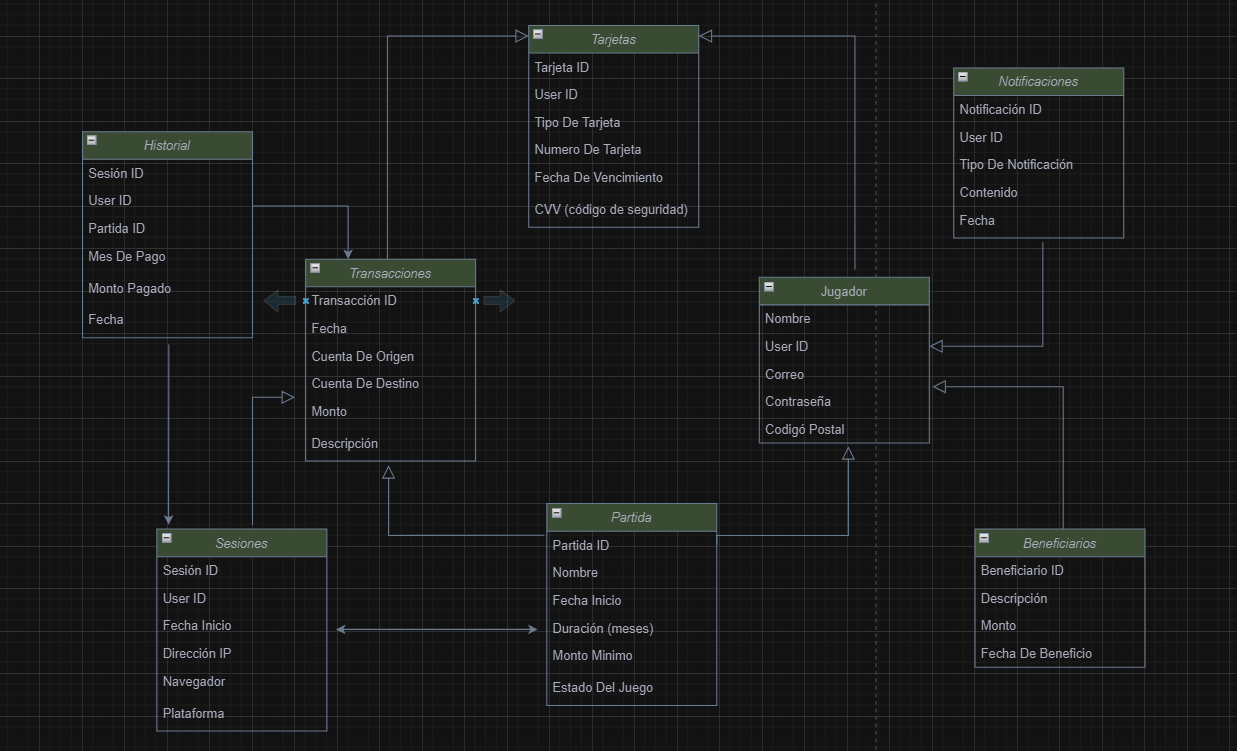 Tarjetas
Tarjeta ID
User ID
Tipo De Tarjeta
Numero De Tarjeta
Fecha De Vencimiento
CVV (código de seguridad)
Notificaciones
Notificación ID
User ID
Tipo De Notificación
Contenido
Fecha
Historial
Sesión ID
User ID
Partida ID
Mes De Pago
Monto Pagado
Fecha
Transacciones
Transacción ID
Fecha
Cuenta De Origen
Cuenta De Destino
Monto
Descripción
Jugador
Nombre
User ID
Correo
Contraseña
Codigó Postal
Sesiones
Sesión ID
User ID
Fecha Inicio
Dirección IP
Navegador
Plataforma
Partida
Partida ID
Nombre
Fecha Inicio
Duración (meses)
Monto Minimo
Estado Del Juego
Beneficiarios
Beneficiario ID
Descripción
Monto
Fecha De Beneficio